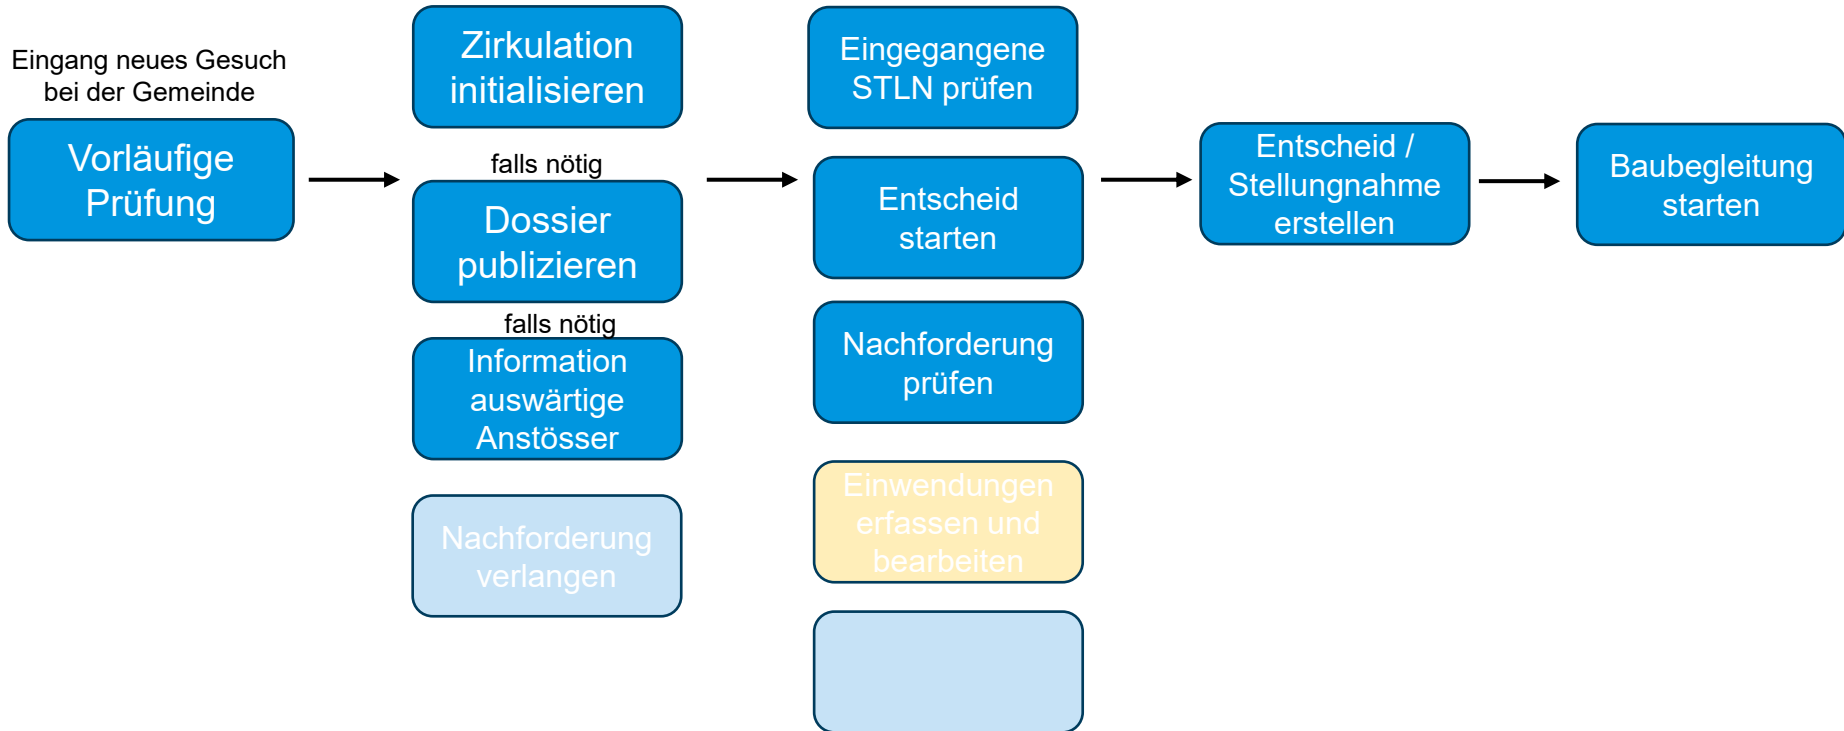 Eingang neues Gesuch
bei der Gemeinde
Vorläufige
Prüfung
Zirkulation
initialisieren
falls nötig
Dossier
publizieren
falls nötig
Information
auswärtige
Anstösser
Nachforderung
verlangen
Eingegangene
STLN prüfen
Entscheid
starten
Nachforderung
prüfen
Einwendungen
erfassen und
bearbeiten
Entscheid /
Stellungnahme
erstellen
Baubegleitung
starten